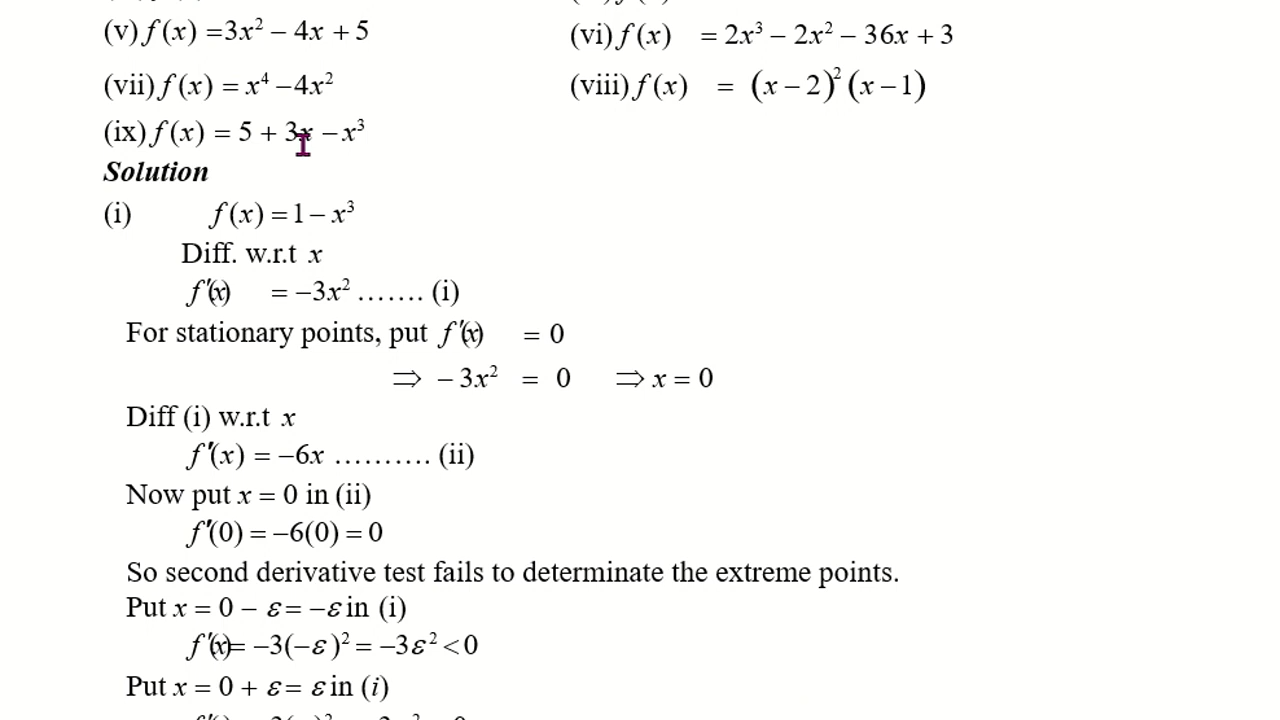 (v) f(x) =3x² − 4x + 5 (vi) f(x) = 2x³ − 2x² − 36x + 3
(vii) f(x) = x⁴ −4x² (viii) f(x) = (x − 2)² (x − 1)
(ix) f(x) = 5 + 3x − x³
Solution
(i) f(x) = 1 − x³
Diff. w.r.t x
f′(x) = −3x² ....... (i)
For stationary points, put f′(x) = 0
⇒ − 3x² = 0 ⇒ x = 0
Diff (i) w.r.t x
f″(x) = −6x .......... (ii)
Now put x = 0 in (ii)
f″(0) = −6(0) = 0
So second derivative test fails to determinate the extreme points.
Put x = 0 − ε = −ε in (i)
f′(x)= −3(−ε)² = −3ε² < 0
Put x = 0 + ε = ε in (i)